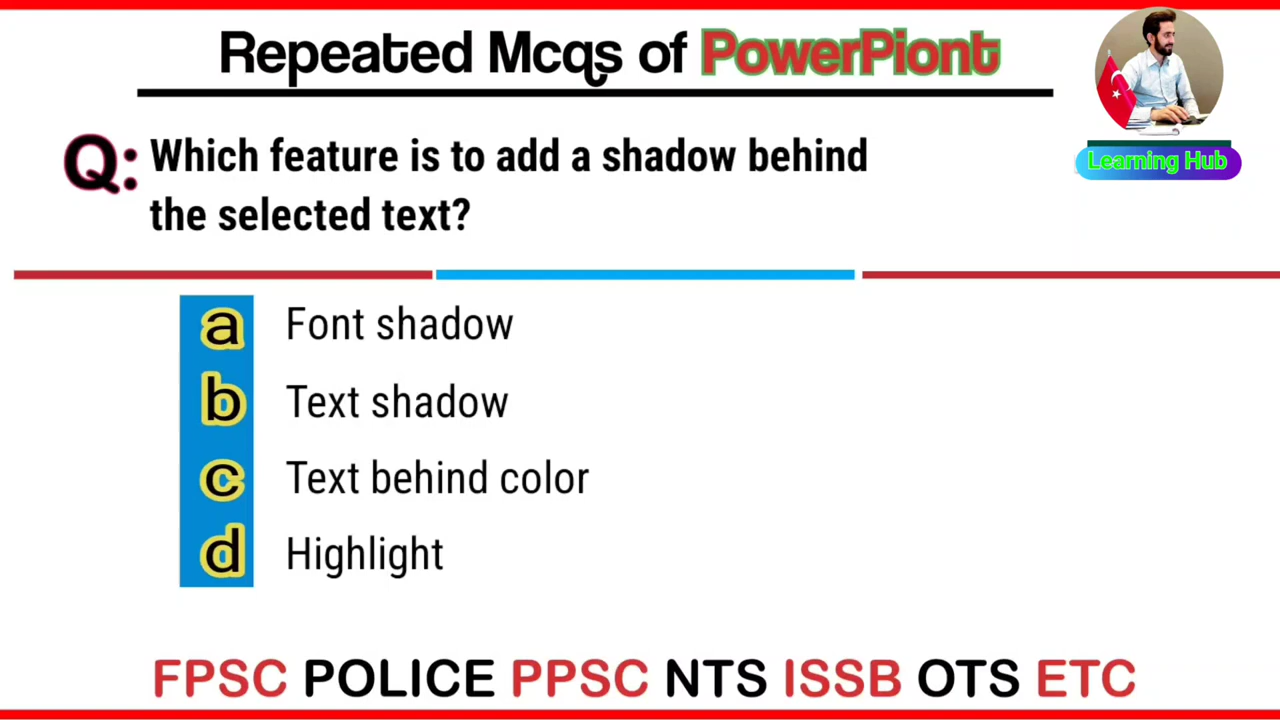 Repeated Mcqs of PowerPiont
Learning Hub
Q: Which feature is to add a shadow behind
the selected text?
a Font shadow
b Text shadow
c Text behind color
d Highlight
FPSC POLICE PPSC NTS ISSB OTS ETC